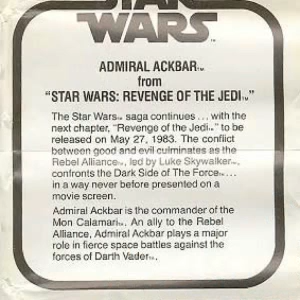 STAR
WARS™
ADMIRAL ACKBAR™
from
"STAR WARS: REVENGE OF THE JEDI™"
The Star Wars™ saga continues . . . with the
next chapter, "Revenge of the Jedi™" to be
released on May 27, 1983. The conflict
between good and evil culminates as the
Rebel Alliance™, led by Luke Skywalker™,
confronts the Dark Side of The Force™ . . .
in a way never before presented on a
movie screen.
Admiral Ackbar is the commander of the
Mon Calamari™. An ally to the Rebel
Alliance, Admiral Ackbar plays a major
role in fierce space battles against the
forces of Darth Vader™.